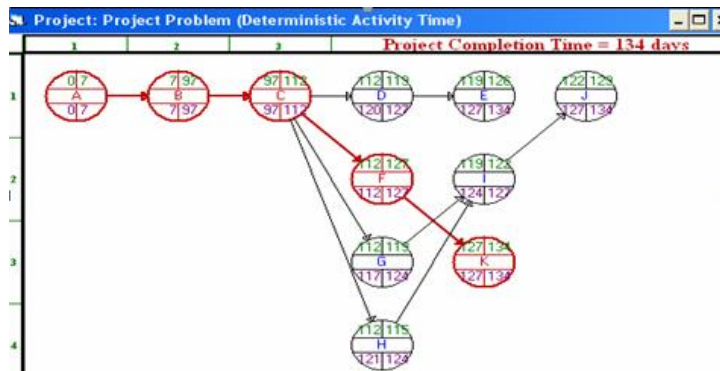 Project: Project Problem (Deterministic Activity Time)
1 2 3 Project Completion Time = 134 days
1
0 7 7 97 97 112 112 119 119 126 122 129
A B C D E J
0 7 7 97 97 112 120 127 127 134 127 134
2
112 127 119 122
F I
112 127 124 127
3
112 119 127 134
G K
117 124 127 134
4
112 115
H
121 124